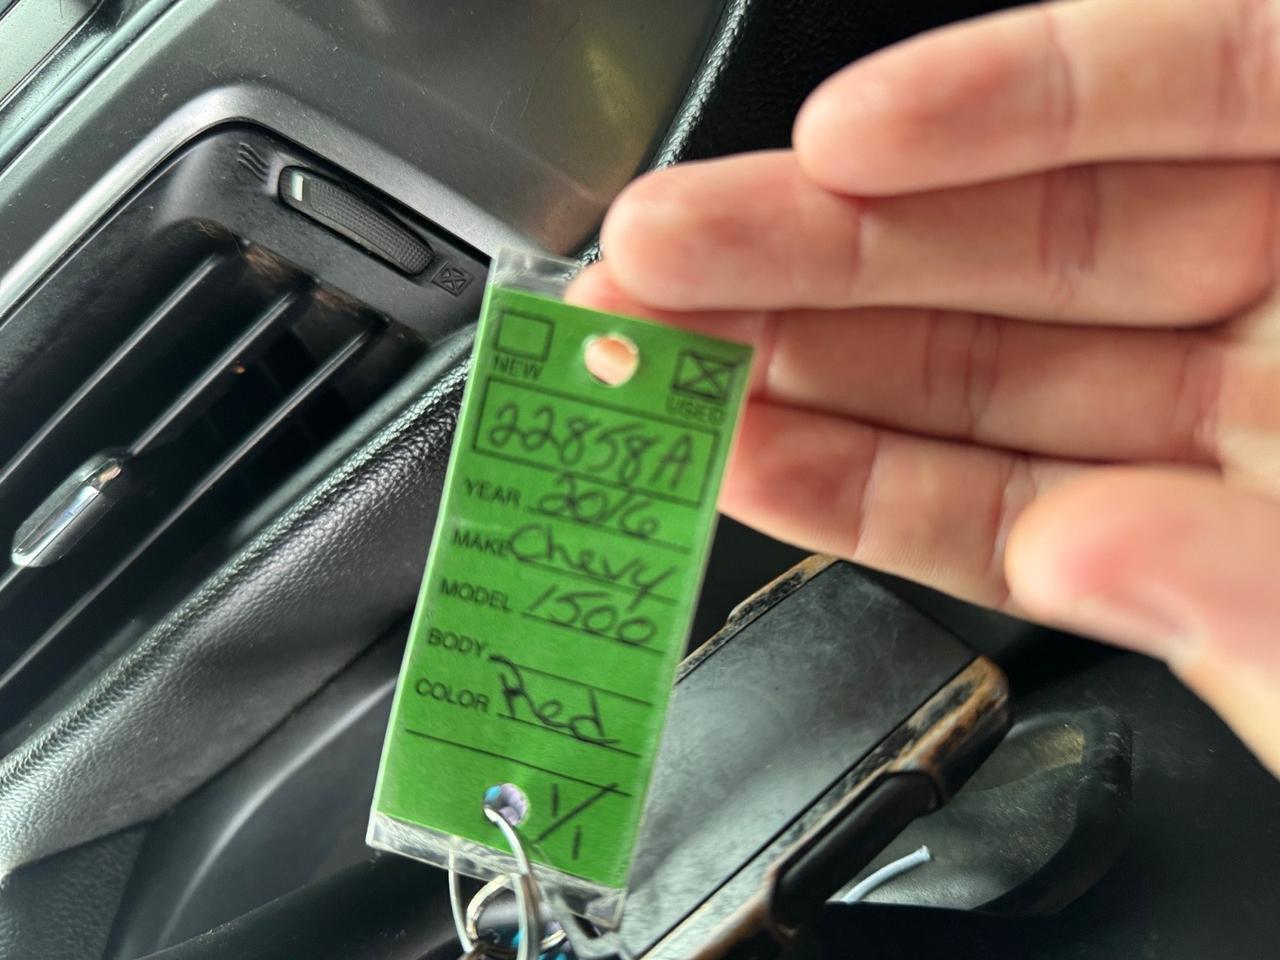 NEW USED
22858A
YEAR 2016
MAKE Chevy
MODEL 1500
BODY
COLOR Red
1/1